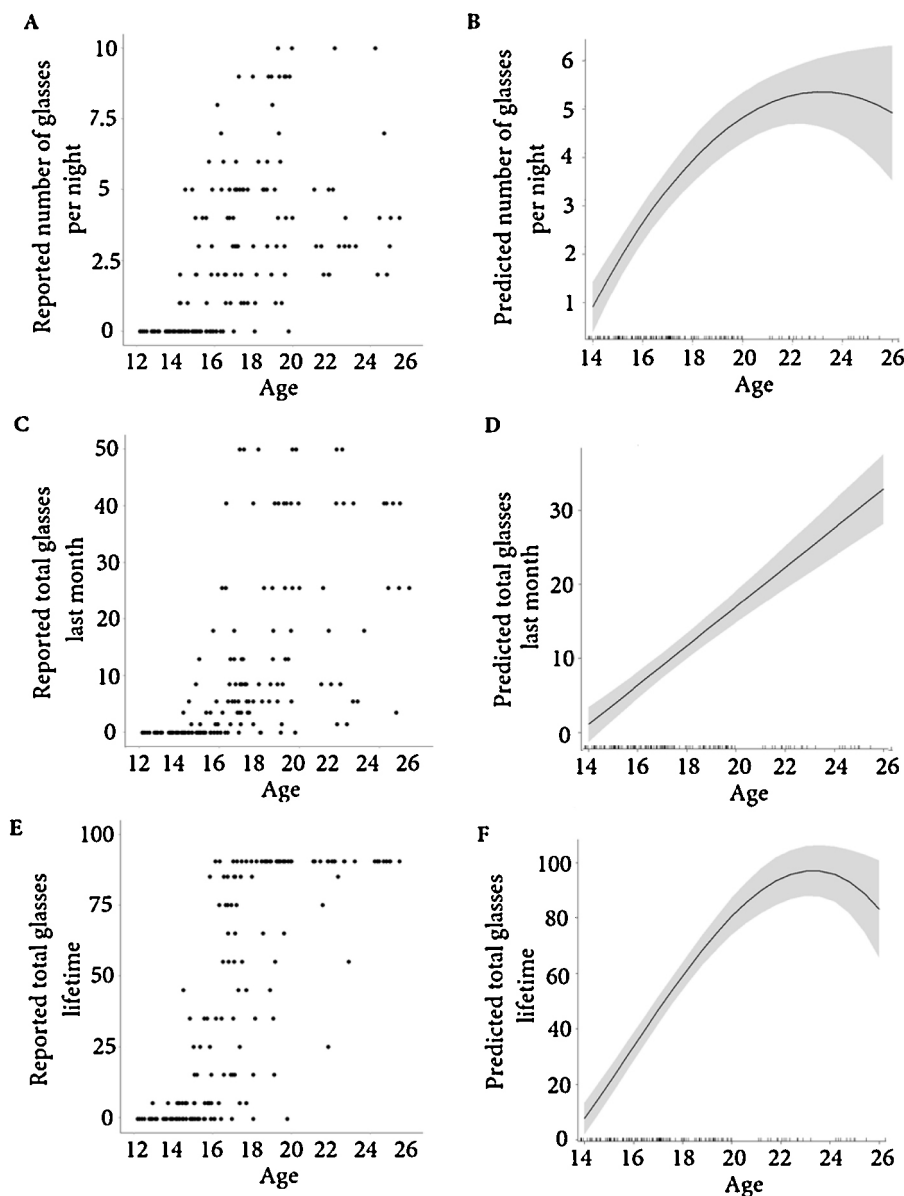 A
Reported number of glasses
per night
10
7.5
5
2.5
0
12 14 16 18 20 22 24 26
Age
B
Predicted number of glasses
per night
6
5
4
3
2
1
14 16 18 20 22 24 26
Age
C
Reported total glasses
last month
50
40
30
20
10
0
12 14 16 18 20 22 24 26
Age
D
Predicted total glasses
last month
30
20
10
0
14 16 18 20 22 24 26
Age
E
Reported total glasses
lifetime
100
75
50
25
0
12 14 16 18 20 22 24 26
Age
F
Predicted total glasses
lifetime
100
80
60
40
20
0
14 16 18 20 22 24 26
Age